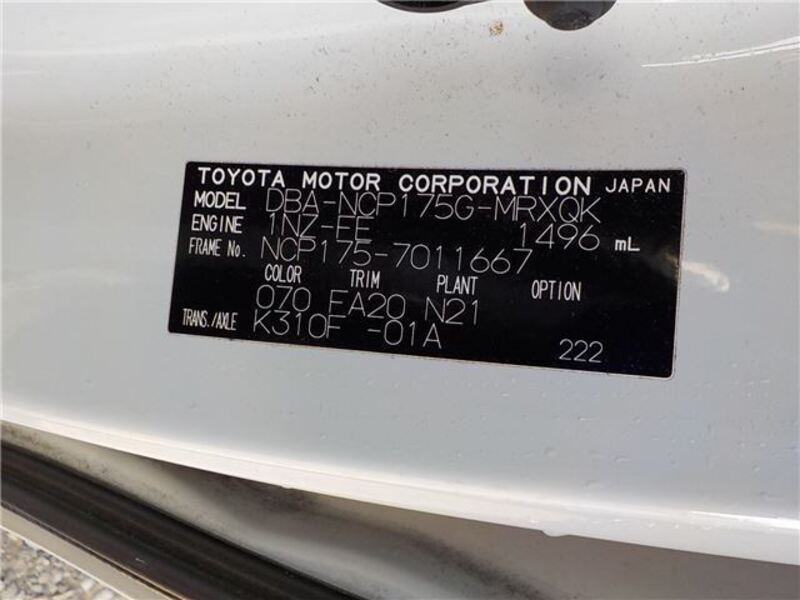 TOYOTA MOTOR CORPORATION JAPAN
MODEL DBA-NCP175G-MRXQK
ENGINE 1NZ-FE 1496 mL
FRAME No. NCP175-7011667
COLOR TRIM PLANT OPTION
070 FA20 N21
TRANS./AXLE K310F -01A
222